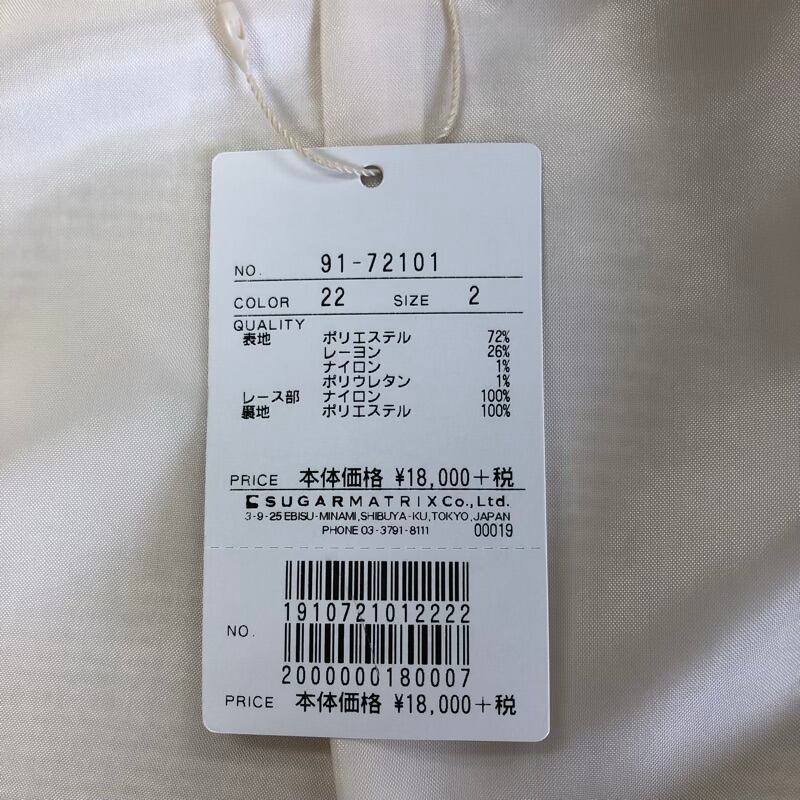 NO. 91-72101
COLOR 22 SIZE 2
QUALITY
表地 ポリエステル 72%
レーヨン 26%
ナイロン 1%
ポリウレタン 1%
レース部 ナイロン 100%
裏地 ポリエステル 100%
PRICE 本体価格 ¥18,000+税
SUGARMATRIXCo.,Ltd.
3-9-25 EBISU-MINAMI,SHIBUYA-KU,TOKYO,JAPAN
PHONE 03-3791-8111 00019
1910721012222
NO.
2000000180007
PRICE 本体価格 ¥18,000+税